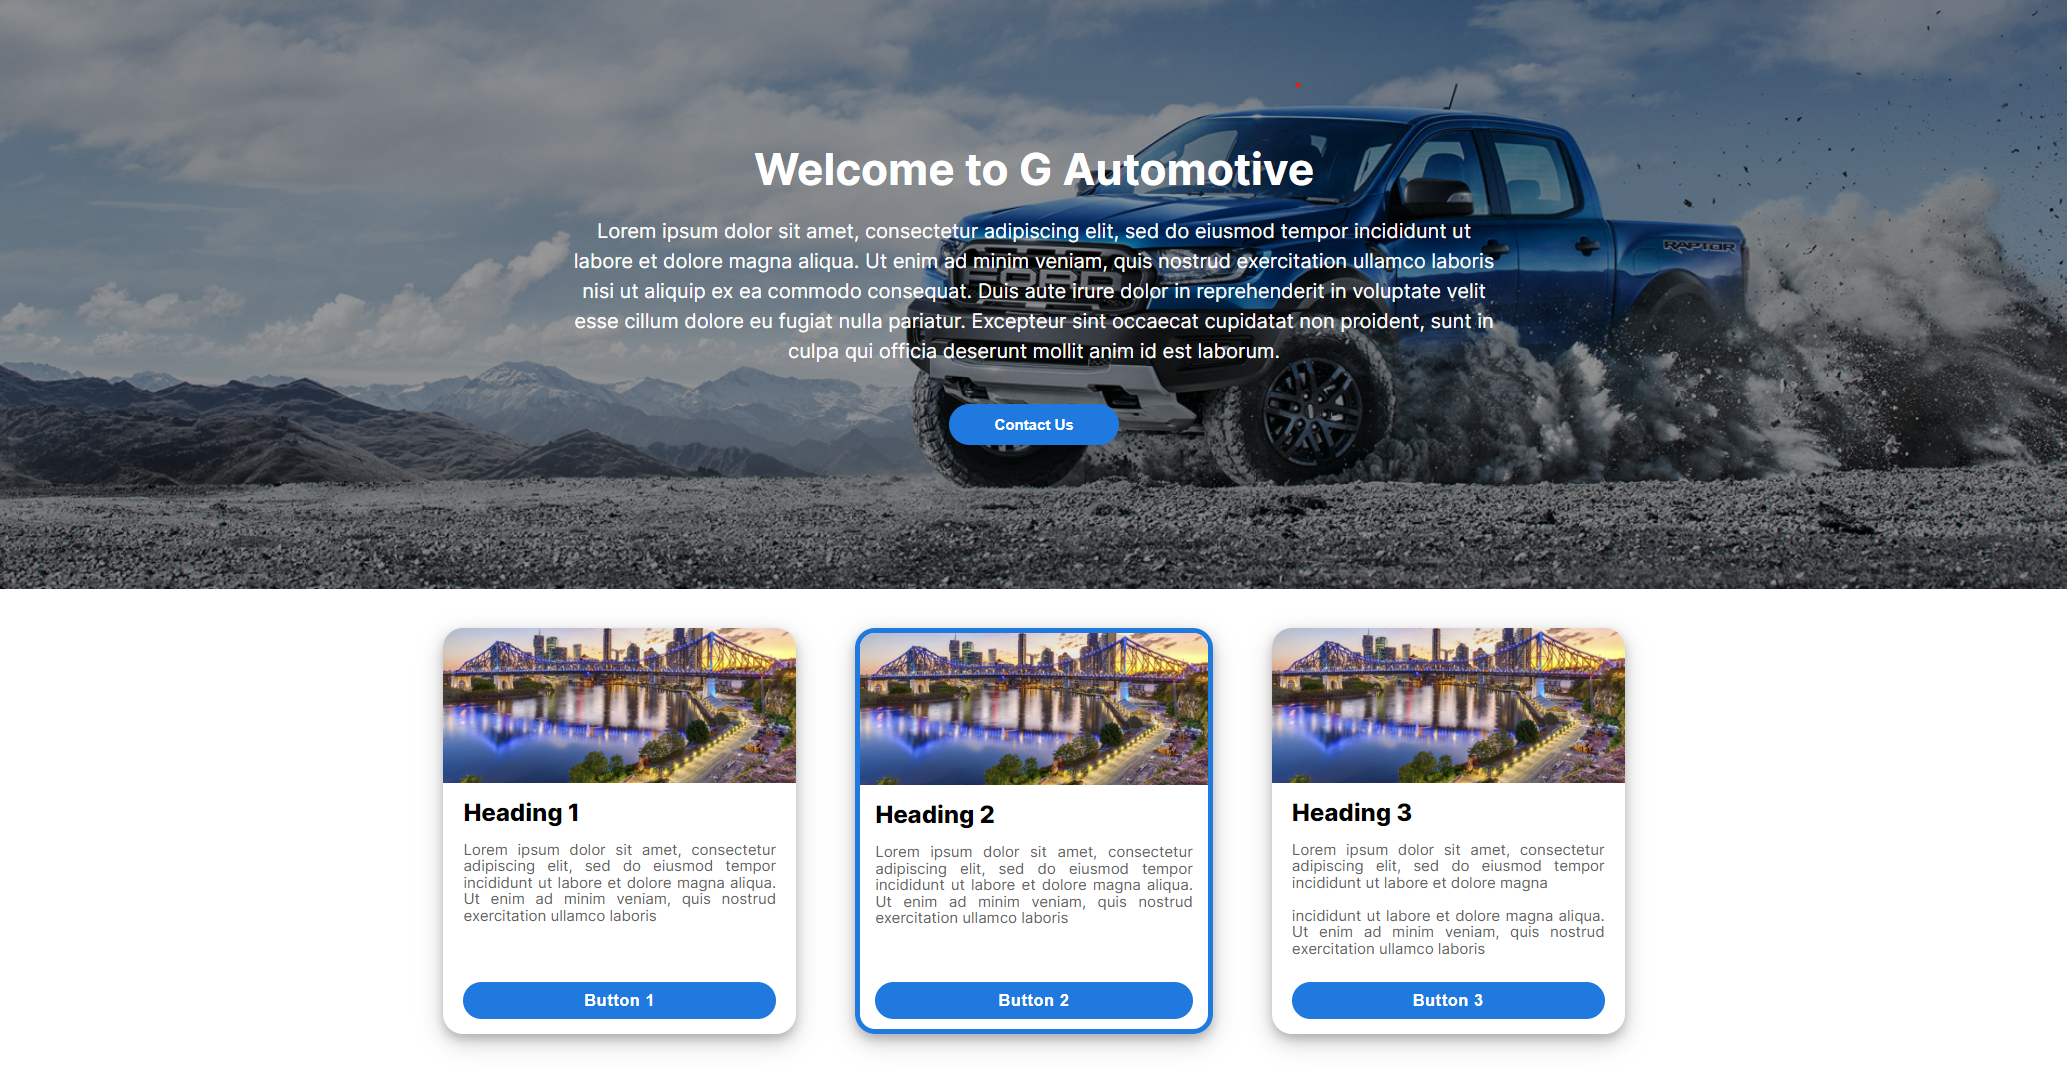 Welcome to G Automotive
Lorem ipsum dolor sit amet, consectetur adipiscing elit, sed do eiusmod tempor incididunt ut
labore et dolore magna aliqua. Ut enim ad minim veniam, quis nostrud exercitation ullamco laboris
nisi ut aliquip ex ea commodo consequat. Duis aute irure dolor in reprehenderit in voluptate velit
esse cillum dolore eu fugiat nulla pariatur. Excepteur sint occaecat cupidatat non proident, sunt in
culpa qui officia deserunt mollit anim id est laborum.
Contact Us
FORD
RAPTOR
Heading 1
Lorem ipsum dolor sit amet, consectetur
adipiscing elit, sed do eiusmod tempor
incididunt ut labore et dolore magna aliqua.
Ut enim ad minim veniam, quis nostrud
exercitation ullamco laboris
Button 1
Heading 2
Lorem ipsum dolor sit amet, consectetur
adipiscing elit, sed do eiusmod tempor
incididunt ut labore et dolore magna aliqua.
Ut enim ad minim veniam, quis nostrud
exercitation ullamco laboris
Button 2
Heading 3
Lorem ipsum dolor sit amet, consectetur
adipiscing elit, sed do eiusmod tempor
incididunt ut labore et dolore magna
incididunt ut labore et dolore magna aliqua.
Ut enim ad minim veniam, quis nostrud
exercitation ullamco laboris
Button 3